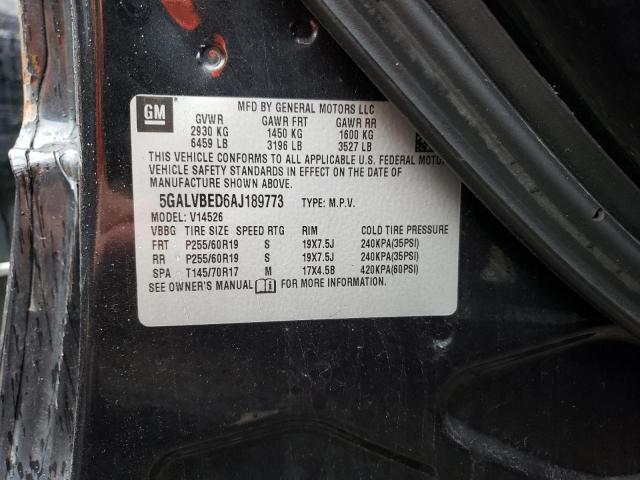 GM
MFD BY GENERAL MOTORS LLC
GVWR GAWR FRT GAWR RR
2930 KG 1450 KG 1600 KG
6459 LB 3196 LB 3527 LB
THIS VEHICLE CONFORMS TO ALL APPLICABLE U.S. FEDERAL MOTOR
VEHICLE SAFETY STANDARDS IN EFFECT ON THE DATE OF
MANUFACTURE SHOWN ABOVE.
5GALVBED6AJ189773 TYPE: M.P.V.
MODEL: V14526
VBBG TIRE SIZE SPEED RTG RIM COLD TIRE PRESSURE
FRT P255/60R19 S 19X7.5J 240KPA(35PSI)
RR P255/60R19 S 19X7.5J 240KPA(35PSI)
SPA T145/70R17 M 17X4.5B 420KPA(60PSI)
SEE OWNER'S MANUAL FOR MORE INFORMATION.